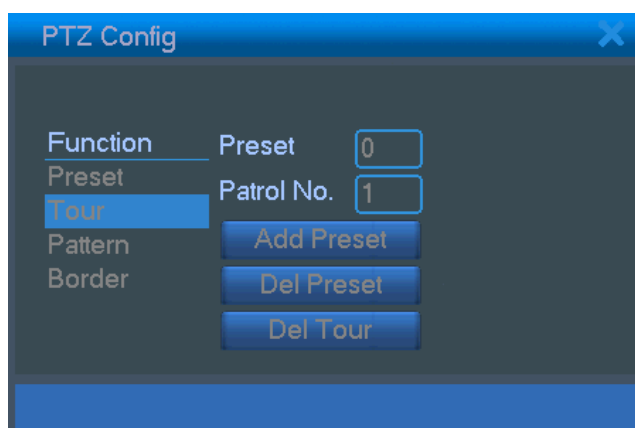 PTZ Config
Function
Preset
Tour
Pattern
Border
Preset 0
Patrol No. 1
Add Preset
Del Preset
Del Tour